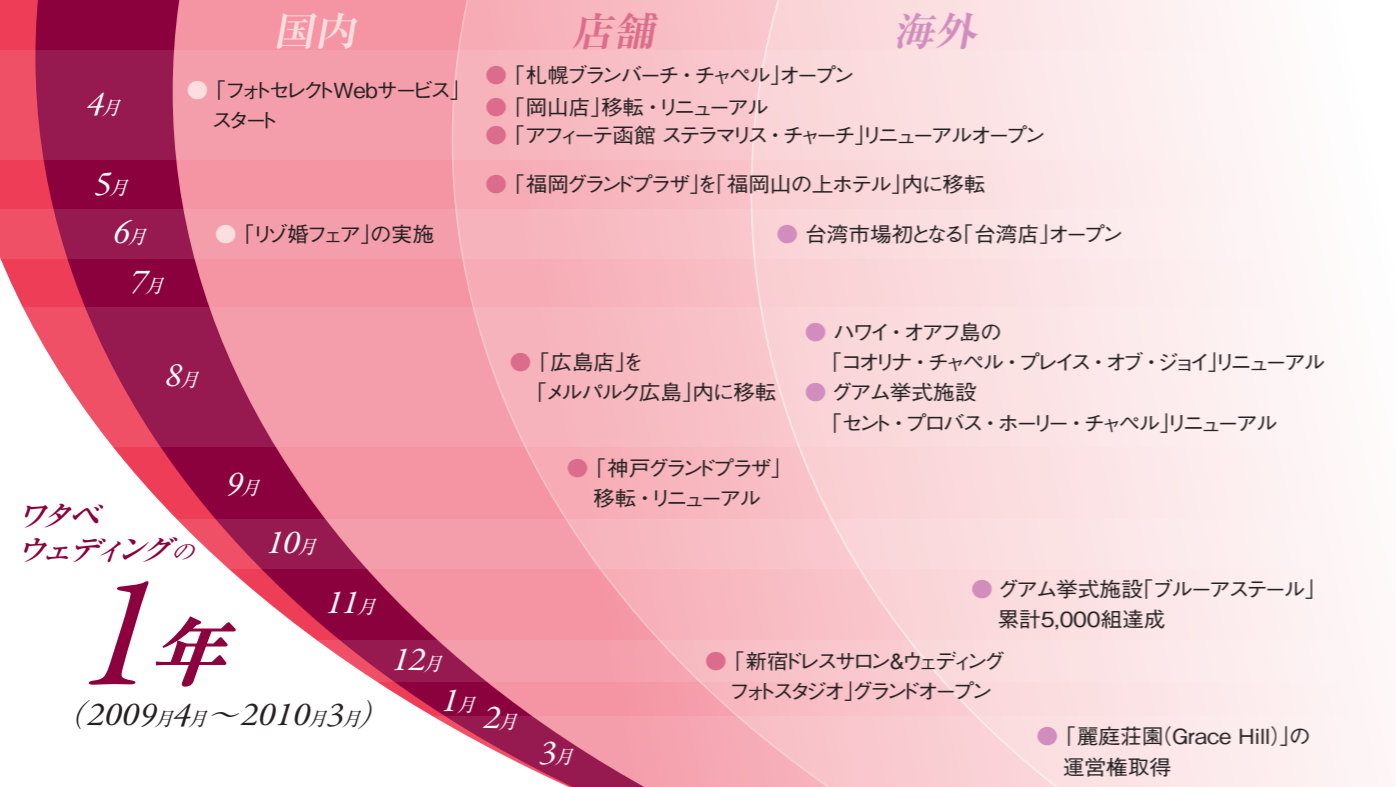 国内
店舗
海外
4月
「フォトセレクトWebサービス」
スタート
「札幌ブランバーチ・チャペル」オープン
「岡山店」移転・リニューアル
「アフィーテ函館 ステラマリス・チャーチ」リニューアルオープン
5月
「福岡グランドプラザ」を「福岡山の上ホテル」内に移転
6月
「リゾ婚フェア」の実施
台湾市場初となる「台湾店」オープン
7月
8月
「広島店」を
「メルパルク広島」内に移転
ハワイ・オアフ島の
「コオリナ・チャペル・プレイス・オブ・ジョイ」リニューアル
グアム挙式施設
「セント・プロバス・ホーリー・チャペル」リニューアル
9月
「神戸グランドプラザ」
移転・リニューアル
10月
11月
グアム挙式施設「ブルーアステール」
累計5,000組達成
12月
「新宿ドレスサロン&ウェディング
フォトスタジオ」グランドオープン
1月
2月
3月
「麗庭荘園(Grace Hill)」の
運営権取得
ワタベ
ウェディングの
1年
(2009月4月～2010月3月)